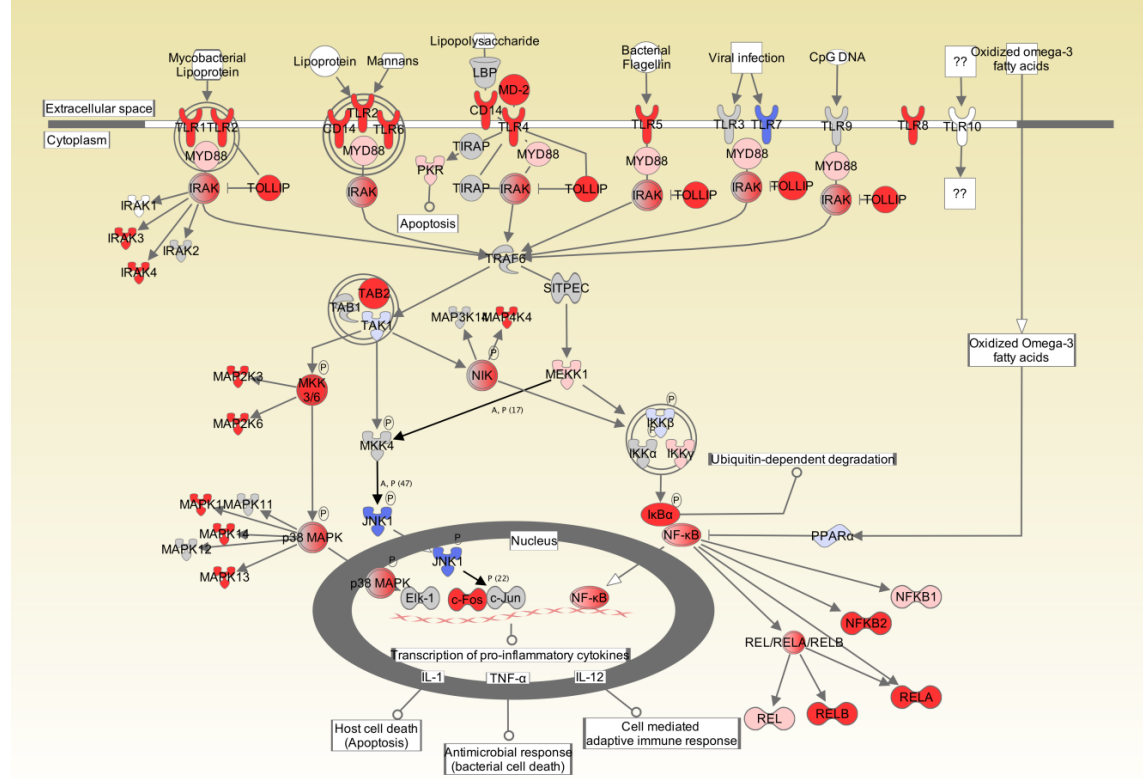 Mycobacterial
Lipoprotein
Lipoprotein
Mannans
Lipopolysaccharide
LBP
MD-2
Bacterial
Flagellin
Viral infection
CpG DNA
??
Oxidized omega-3
fatty acids
Extracellular space
Cytoplasm
TLR1
TLR2
MYD88
TLR2
CD14
TLR6
MYD88
CD14
TLR4
TLR5
TLR3
TLR7
TLR9
TLR8
TLR10
TIRAP
PKR
MYD88
MYD88
MYD88
MYD88
IRAK
TOLLIP
IRAK
TIRAP
IRAK
TOLLIP
IRAK
TOLLIP
IRAK
TOLLIP
IRAK
TOLLIP
??
Apoptosis
IRAK1
IRAK3
IRAK2
IRAK4
TRAF6
SITPEC
TAB2
TAB1
TAK1
MAP3K14
MAP4K4
Oxidized Omega-3
fatty acids
P
P
MAP2K3
MKK
3/6
NIK
MEKK1
A, P (17)
MAP2K6
P
MKK4
P
IKKβ
P
IKKα
IKKγ
Ubiquitin-dependent degradation
A, P (47)
P
JNK1
P
IκBα
MAPK1
MAPK11
P
MAPK14
p38 MAPK
MAPK12
MAPK13
NF-κB
PPARα
Nucleus
P
P
JNK1
P (22)
p38 MAPK
Elk-1
c-Fos
c-Jun
NF-κB
NFKB1
NFKB2
REL/RELA/RELB
RELA
REL
RELB
Transcription of pro-inflammatory cytokines
IL-1
TNF-α
IL-12
Host cell death
(Apoptosis)
Antimicrobial response
(bacterial cell death)
Cell mediated
adaptive immune response